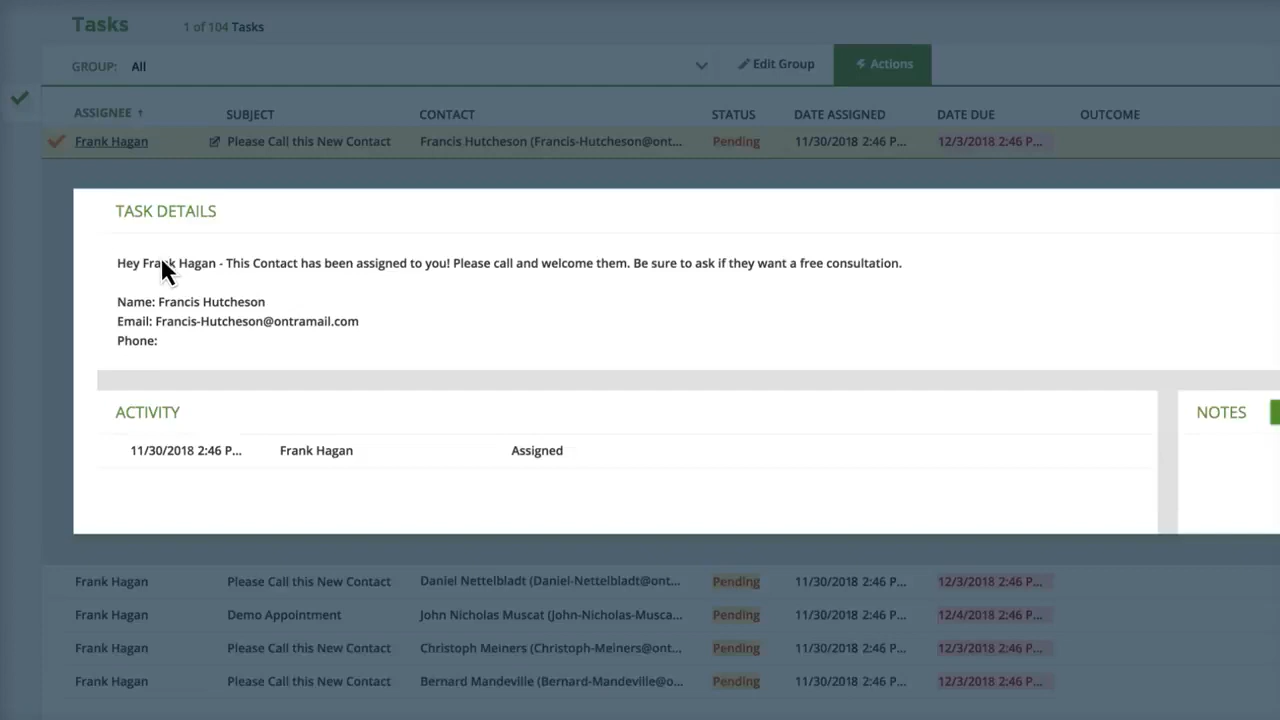 Tasks 1 of 104 Tasks
GROUP: All Edit Group Actions
ASSIGNEE ↑ SUBJECT CONTACT STATUS DATE ASSIGNED DATE DUE OUTCOME
Frank Hagan Please Call this New Contact Francis Hutcheson (Francis-Hutcheson@ont... Pending 11/30/2018 2:46 P... 12/3/2018 2:46 P...
TASK DETAILS
Hey Frank Hagan - This Contact has been assigned to you! Please call and welcome them. Be sure to ask if they want a free consultation.
Name: Francis Hutcheson
Email: Francis-Hutcheson@ontramail.com
Phone:
ACTIVITY NOTES
11/30/2018 2:46 P... Frank Hagan Assigned
Frank Hagan Please Call this New Contact Daniel Nettelbladt (Daniel-Nettelbladt@ont... Pending 11/30/2018 2:46 P... 12/3/2018 2:46 P...
Frank Hagan Demo Appointment John Nicholas Muscat (John-Nicholas-Musca... Pending 11/30/2018 2:46 P... 12/4/2018 2:46 P...
Frank Hagan Please Call this New Contact Christoph Meiners (Christoph-Meiners@ont... Pending 11/30/2018 2:46 P... 12/3/2018 2:46 P...
Frank Hagan Please Call this New Contact Bernard Mandeville (Bernard-Mandeville@o... Pending 11/30/2018 2:46 P... 12/3/2018 2:46 P...